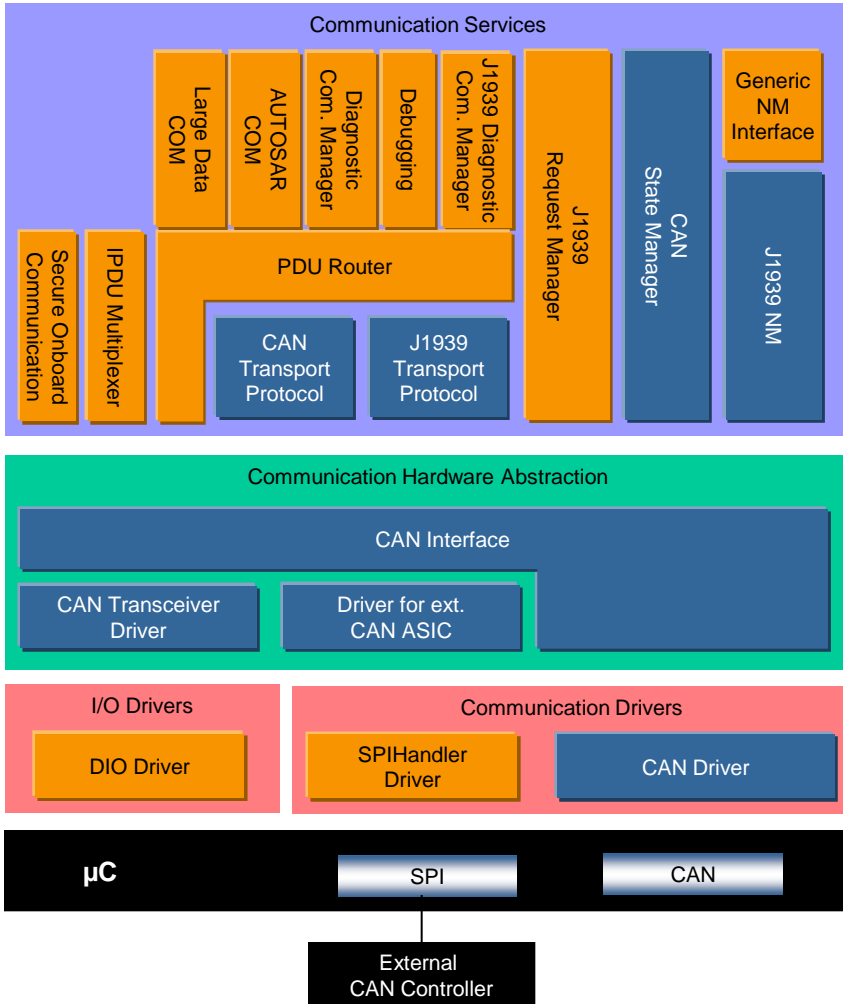 Communication Services
Large Data
COM
AUTOSAR
COM
Diagnostic
Com. Manager
Debugging
J1939 Diagnostic
Com. Manager
J1939
Request Manager
CAN
State Manager
Generic
NM
Interface
Secure Onboard
Communication
IPDU Multiplexer
PDU Router
CAN
Transport
Protocol
J1939
Transport
Protocol
J1939 NM
Communication Hardware Abstraction
CAN Interface
CAN Transceiver
Driver
Driver for ext.
CAN ASIC
I/O Drivers
DIO Driver
Communication Drivers
SPIHandler
Driver
CAN Driver
µC
SPI
CAN
External
CAN Controller